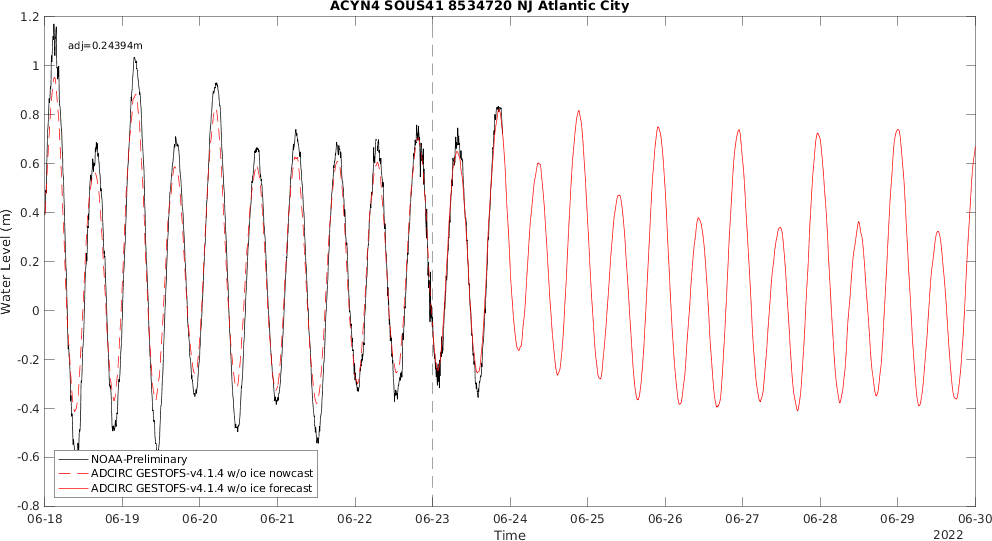 ACYN4 SOUS41 8534720 NJ Atlantic City
adj=0.24394m
Water Level (m)
1.2
1
0.8
0.6
0.4
0.2
0
-0.2
-0.4
-0.6
-0.8
NOAA-Preliminary
ADCIRC GESTOFS-v4.1.4 w/o ice nowcast
ADCIRC GESTOFS-v4.1.4 w/o ice forecast
06-18 06-19 06-20 06-21 06-22 06-23 06-24 06-25 06-26 06-27 06-28 06-29 06-30
Time
2022